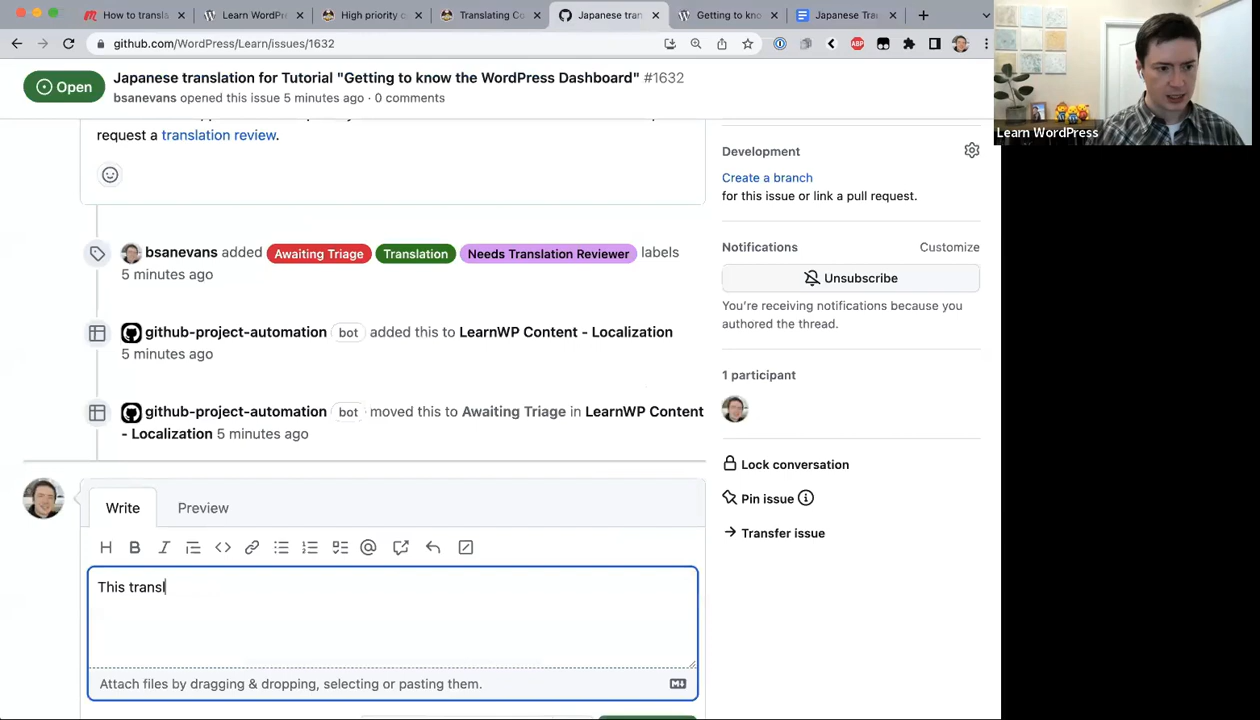 How to transla
Learn WordPre
High priority c
Translating Co
Japanese tran
Getting to kno
Japanese Tra
github.com/WordPress/Learn/issues/1632
ABP
Open
Japanese translation for Tutorial "Getting to know the WordPress Dashboard" #1632
bsanevans opened this issue 5 minutes ago · 0 comments
request a translation review.
bsanevans added Awaiting Triage Translation Needs Translation Reviewer labels
5 minutes ago
github-project-automation bot added this to LearnWP Content - Localization
5 minutes ago
github-project-automation bot moved this to Awaiting Triage in LearnWP Content
- Localization 5 minutes ago
Write Preview
This transl
Attach files by dragging & dropping, selecting or pasting them.
Development
Create a branch
for this issue or link a pull request.
Notifications Customize
Unsubscribe
You're receiving notifications because you
authored the thread.
1 participant
Lock conversation
Pin issue
Transfer issue
Learn WordPress